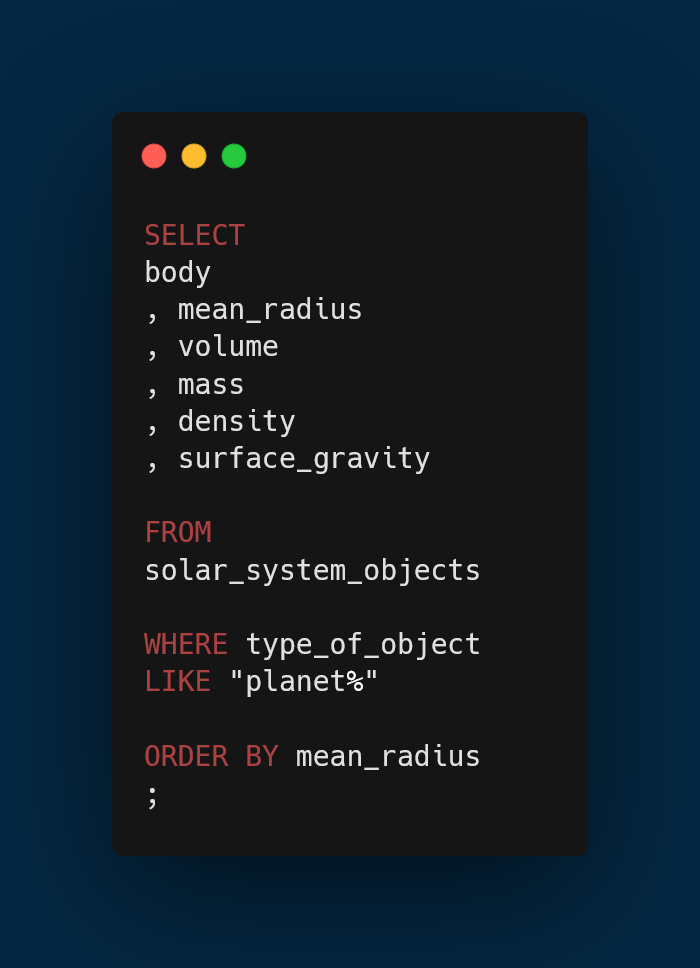 SELECT
body
, mean_radius
, volume
, mass
, density
, surface_gravity
FROM
solar_system_objects
WHERE type_of_object
LIKE "planet%"
ORDER BY mean_radius
;